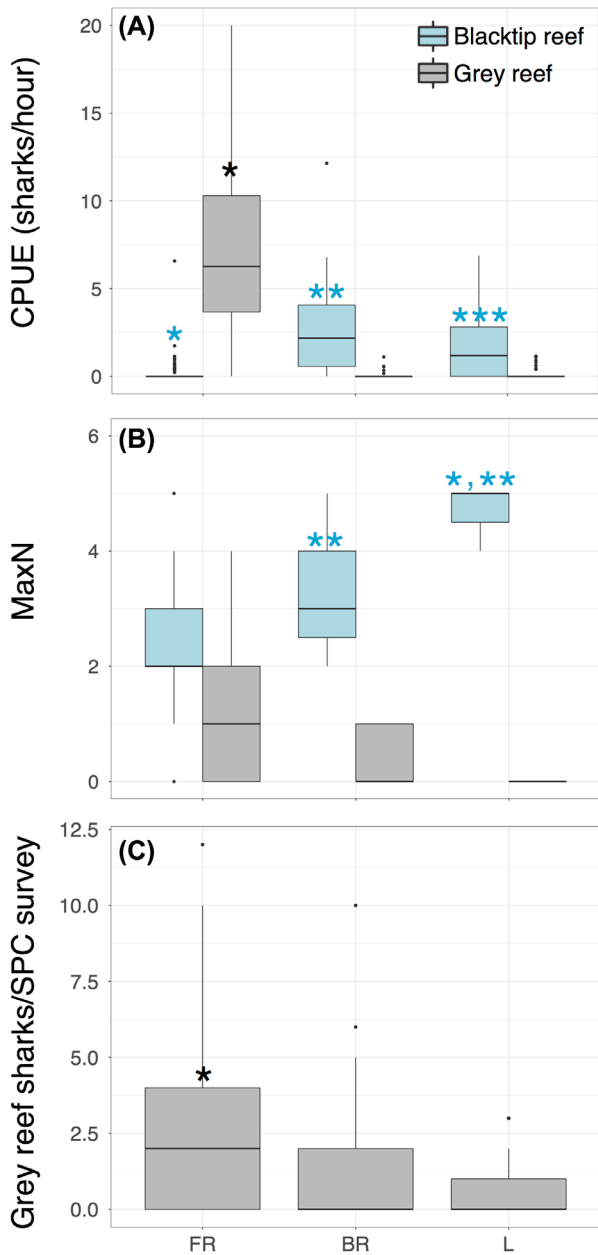 (A)
Blacktip reef
Grey reef
CPUE (sharks/hour)
20
15
10
5
0
*
*
**
***
(B)
MaxN
6
4
2
0
**
*,**
(C)
Grey reef sharks/SPC survey
12.5
10.0
7.5
5.0
2.5
0.0
*
FR BR L